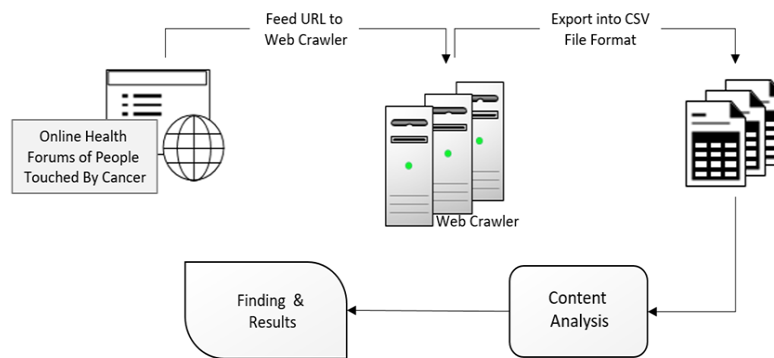 Feed URL to
Web Crawler
Export into CSV
File Format
Online Health
Forums of People
Touched By Cancer
Web Crawler
Finding &
Results
Content
Analysis